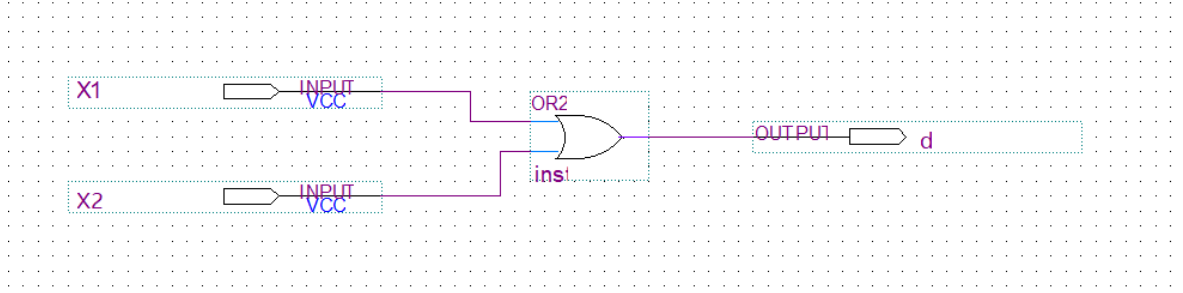 X1
INPUT
VCC
OR2
inst
OUTPUT
d
X2
INPUT
VCC